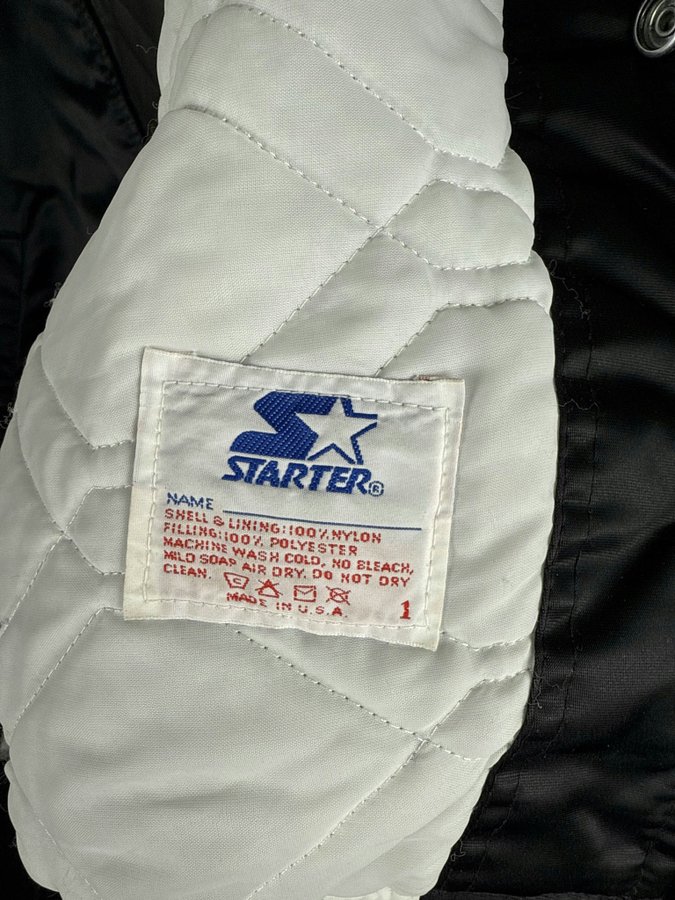 STARTER®
NAME
SHELL & LINING:100% NYLON
FILLING:100% POLYESTER
MACHINE WASH COLD, NO BLEACH,
MILD SOAP AIR DRY. DO NOT DRY
CLEAN.
MADE IN U.S.A.
1